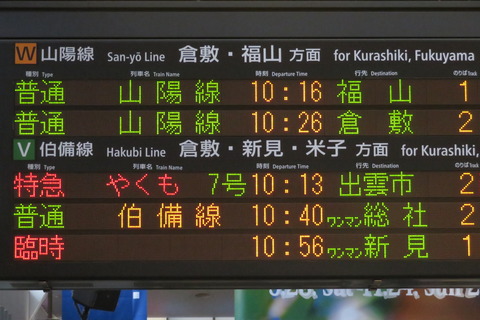 W 山陽線 San-yō Line 倉敷・福山 方面 for Kurashiki, Fukuyama
種別 Type 列車名 Train Name 時刻 Departure Time 行先 Destination のりば Track
普通 山陽線 10:16 福山 1
普通 山陽線 10:26 倉敷 2
V 伯備線 Hakubi Line 倉敷・新見・米子 方面 for Kurashiki,
種別 Type 列車名 Train Name 時刻 Departure Time 行先 Destination のりば Track
特急 やくも 7号 10:13 出雲市 2
普通 伯備線 10:40 ワンマン 総社 2
臨時 10:56 ワンマン 新見 1